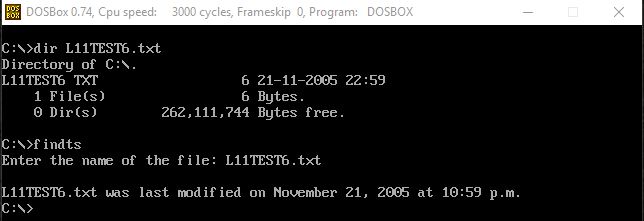 DOSBOX
DOSBox 0.74, Cpu speed: 3000 cycles, Frameskip 0, Program: DOSBOX
C:\>dir L11TEST6.txt
Directory of C:\.
L11TEST6 TXT 6 21-11-2005 22:59
1 File(s) 6 Bytes.
0 Dir(s) 262,111,744 Bytes free.
C:\>findts
Enter the name of the file: L11TEST6.txt
L11TEST6.txt was last modified on November 21, 2005 at 10:59 p.m.
C:\>